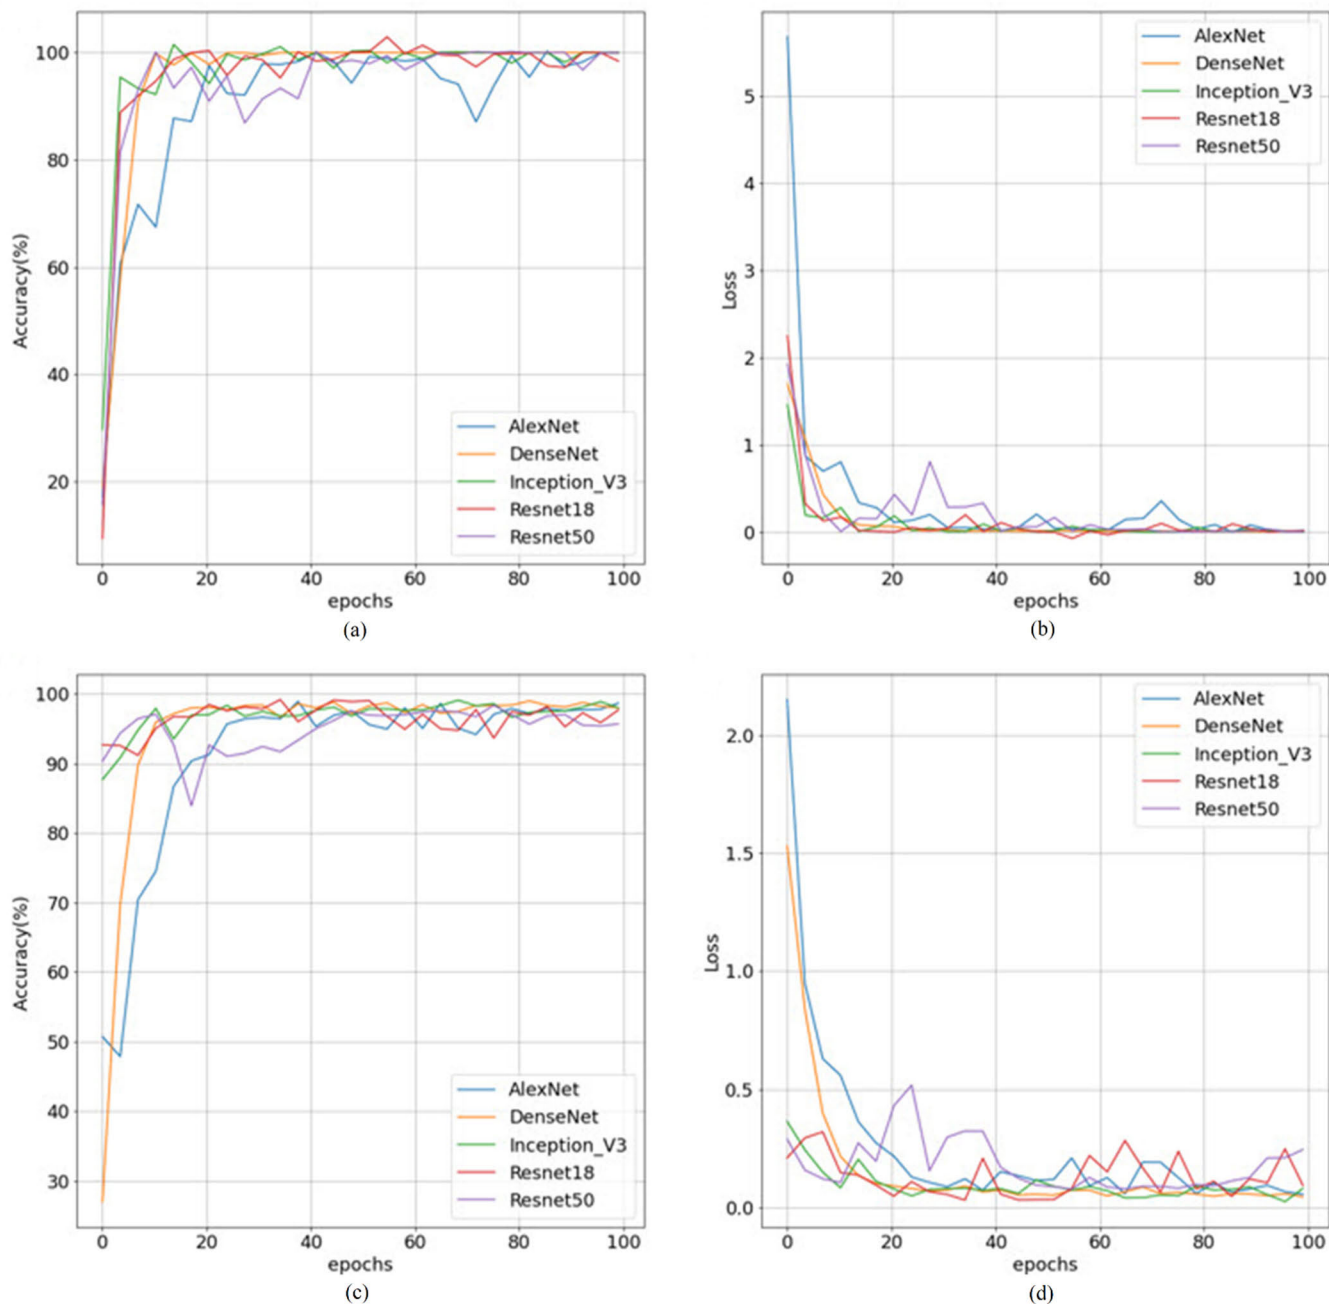 100
80
60
40
20
Accuracy(%)
AlexNet
DenseNet
Inception_V3
Resnet18
Resnet50
0 20 40 60 80 100
epochs
(a)
5
4
3
2
1
0
Loss
AlexNet
DenseNet
Inception_V3
Resnet18
Resnet50
0 20 40 60 80 100
epochs
(b)
100
90
80
70
60
50
40
30
Accuracy(%)
AlexNet
DenseNet
Inception_V3
Resnet18
Resnet50
0 20 40 60 80 100
epochs
(c)
2.0
1.5
1.0
0.5
0.0
Loss
AlexNet
DenseNet
Inception_V3
Resnet18
Resnet50
0 20 40 60 80 100
epochs
(d)